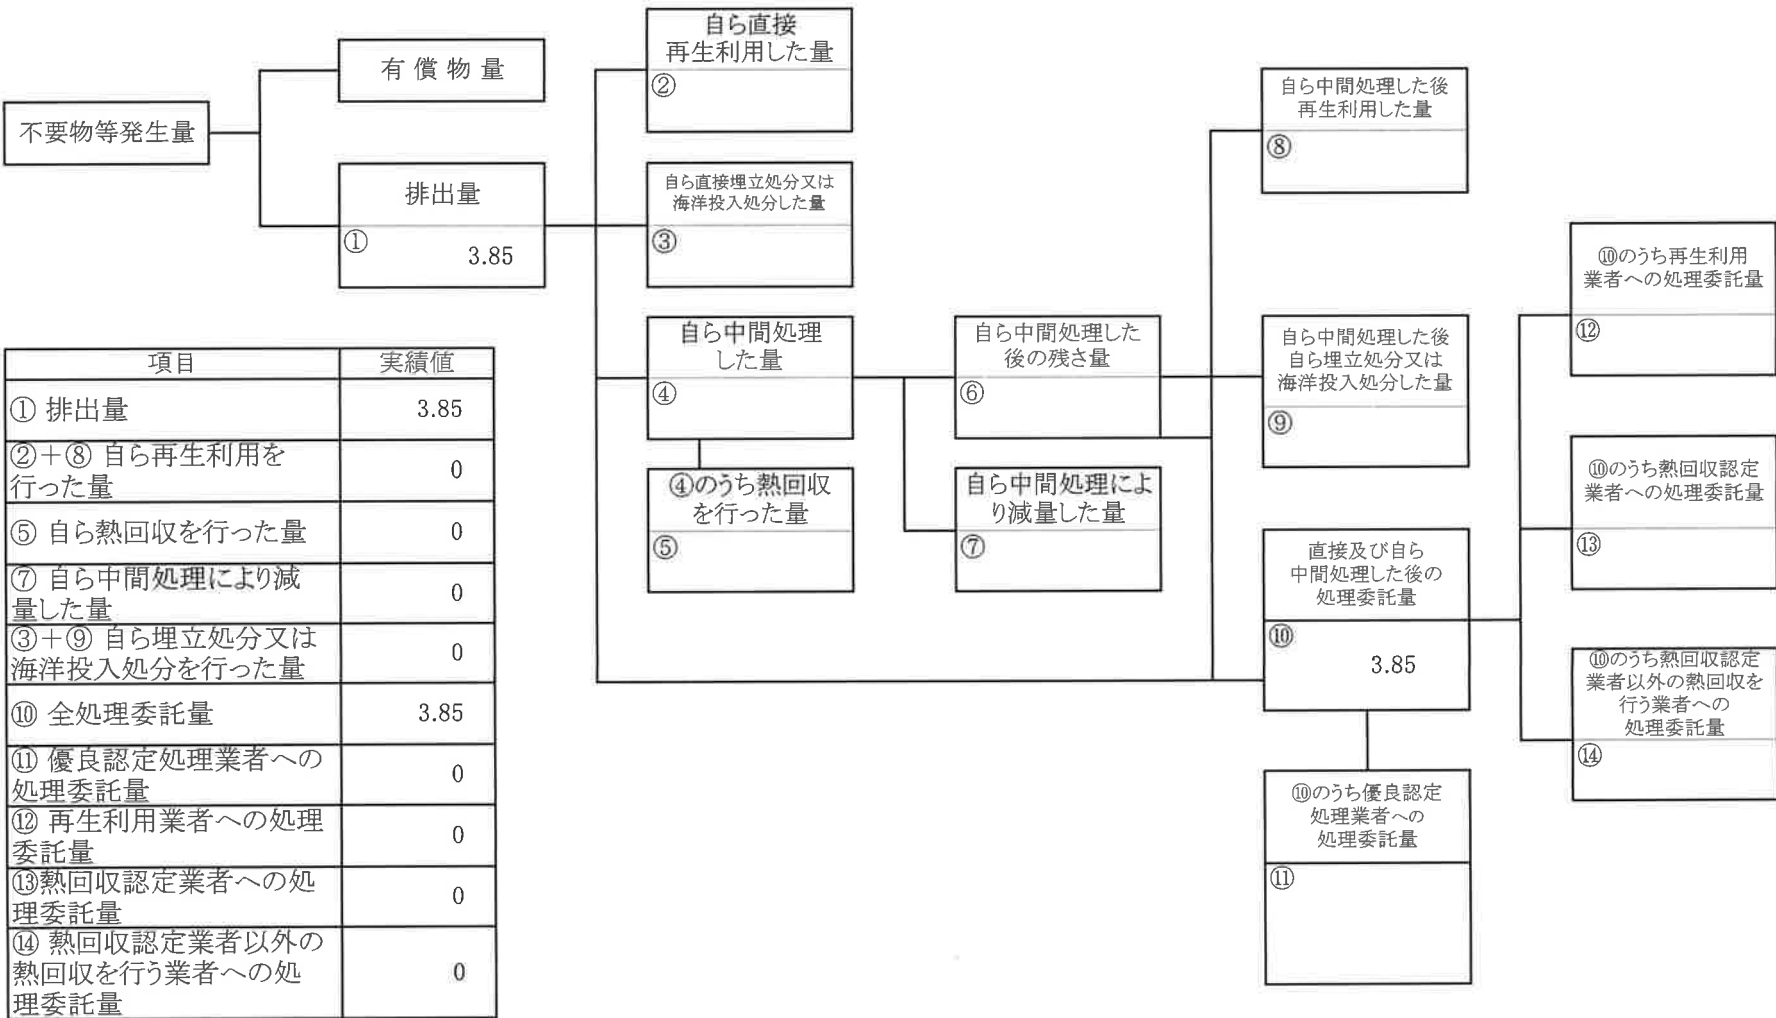 不要物等発生量
有償物量
排出量
①
3.85
自ら直接
再生利用した量
②
自ら直接埋立処分又は
海洋投入処分した量
③
自ら中間処理
した量
④
④のうち熱回収
を行った量
⑤
自ら中間処理した
後の残さ量
⑥
自ら中間処理によ
り減量した量
⑦
自ら中間処理した後
再生利用した量
⑧
自ら中間処理した後
自ら埋立処分又は
海洋投入処分した量
⑨
直接及び自ら
中間処理した後の
処理委託量
⑩
3.85
⑩のうち優良認定
処理業者への
処理委託量
⑪
⑩のうち再生利用
業者への処理委託量
⑫
⑩のうち熱回収認定
業者への処理委託量
⑬
⑩のうち熱回収認定
業者以外の熱回収を
行う業者への
処理委託量
⑭
項目 実績値
① 排出量 3.85
②+⑧ 自ら再生利用を
行った量 0
⑤ 自ら熱回収を行った量 0
⑦ 自ら中間処理により減
量した量 0
③+⑨ 自ら埋立処分又は
海洋投入処分を行った量 0
⑩ 全処理委託量 3.85
⑪ 優良認定処理業者への
処理委託量 0
⑫ 再生利用業者への処理
委託量 0
⑬熱回収認定業者への処
理委託量 0
⑭ 熱回収認定業者以外の
熱回収を行う業者への処
理委託量 0